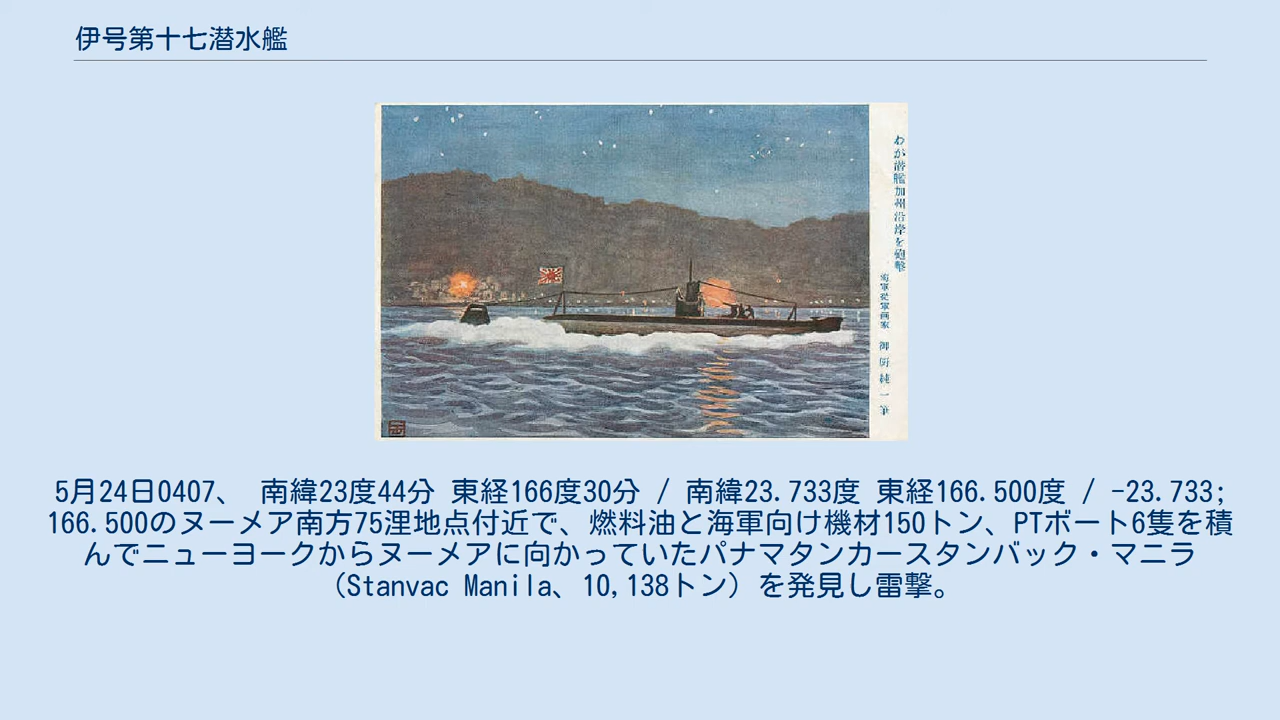 伊号第十七潜水艦
わが潜艦加州沿岸を砲撃
海軍従軍画家 御厨純一筆
5月24日0407、 南緯23度44分 東経166度30分 / 南緯23.733度 東経166.500度 / -23.733;
166.500のヌーメア南方75浬地点付近で、燃料油と海軍向け機材150トン、PTボート6隻を積
んでニューヨークからヌーメアに向かっていたパナマタンカースタンバック・マニラ
（Stanvac Manila、10,138トン）を発見し雷撃。